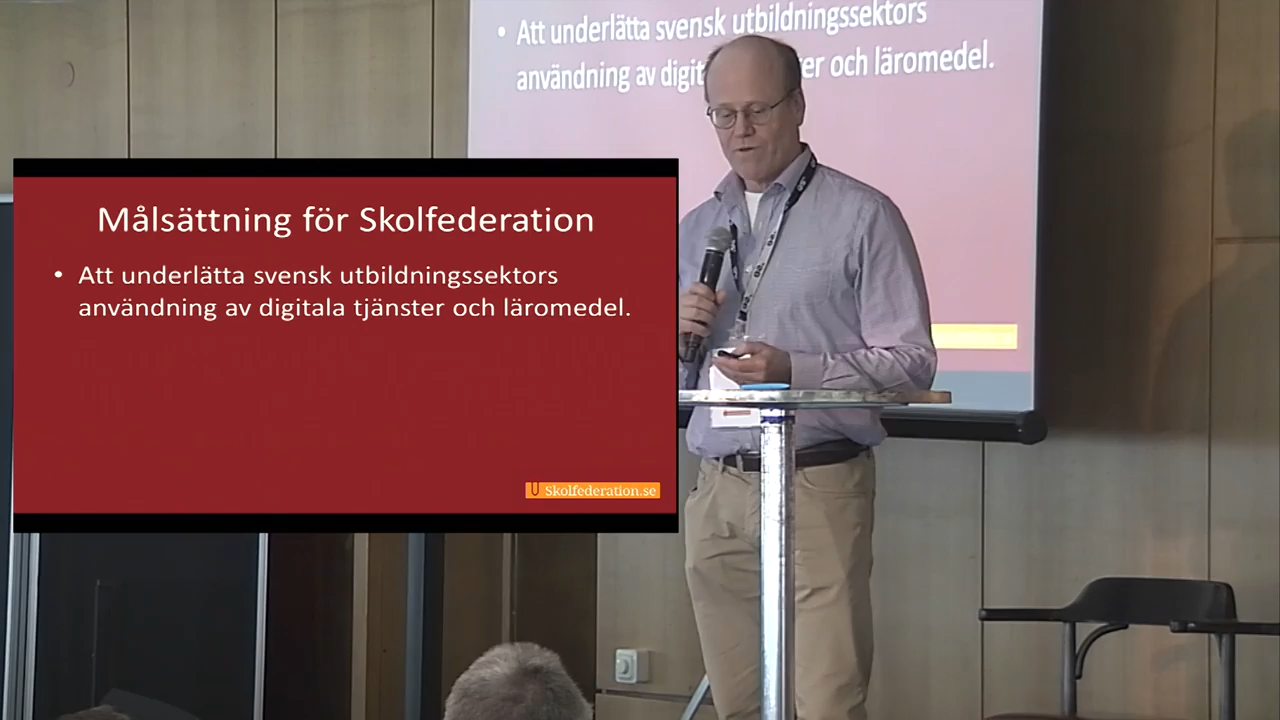 • Att underlätta svensk utbildningssektors
användning av digit er och läromedel.
Målsättning för Skolfederation
• Att underlätta svensk utbildningssektors
användning av digitala tjänster och läromedel.
Skolfederation.se